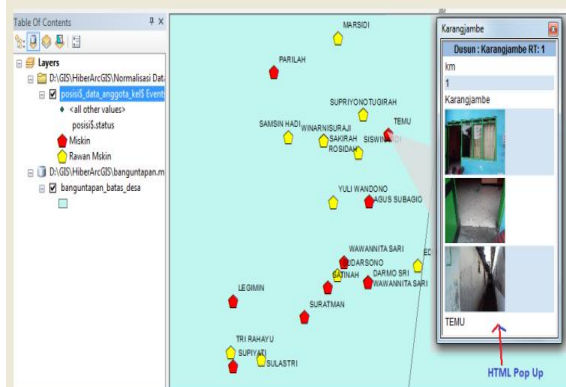 Table Of Contents
Layers
D:\GIS\HiberArcGIS\Normalisasi Dat
posisi$_data_anggota_kel$ Events
<all other values>
posisi$.status
Miskin
Rawan Mskin
D:\GIS\HiberArcGIS\banguntapan.m
banguntapan_batas_desa
MARSIDI
PARILAH
SUPRIYONOTUGIRAH
TEMU
SAMSIN HADI
WINARNISURAJI
SAKIRAH
ROSIDAH
YULI WANDONO
AGUS SUBAGIO
WAWANNITA SARI
UDARSONO
ED
BATINAH
DARMO SRI
WAWANNITA SARI
LEGIMIN
SURATMAN
TRI RAHAYU
SUPIYATI
SULASTRI
Karangjambe
Dusun : Karangjambe RT: 1
km
1
Karangjambe
TEMU
HTML Pop Up